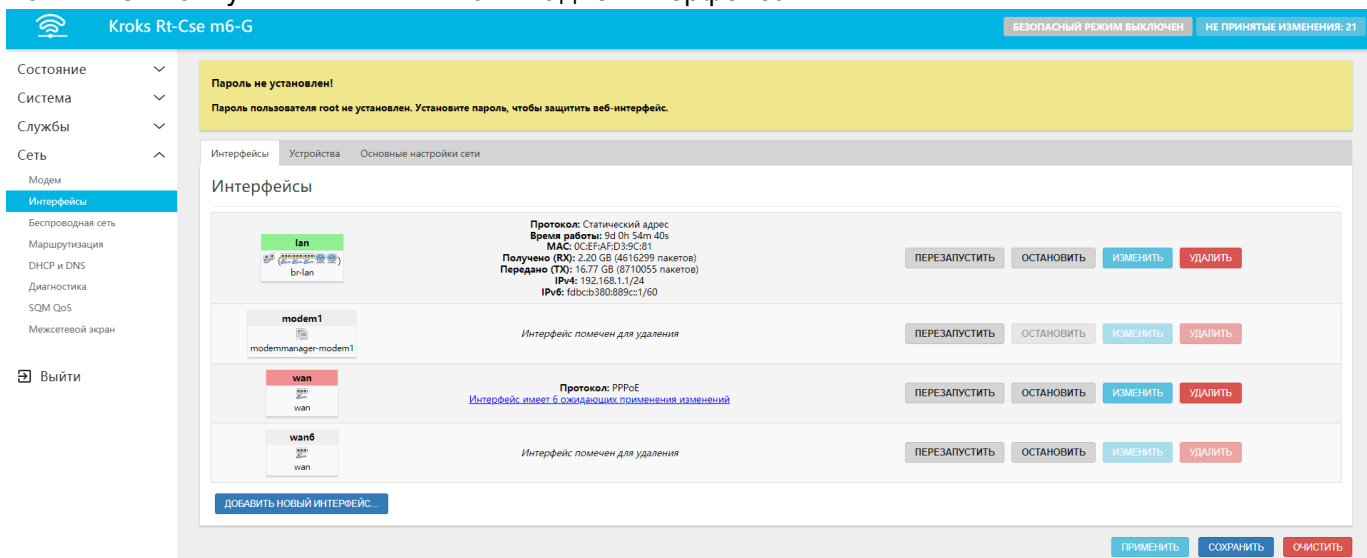 Kroks Rt-Cse m6-G
БЕЗОПАСНЫЙ РЕЖИМ ВЫКЛЮЧЕН
НЕ ПРИНЯТЫЕ ИЗМЕНЕНИЯ: 21
Состояние
Система
Службы
Сеть
Модем
Интерфейсы
Беспроводная сеть
Маршрутизация
DHCP и DNS
Диагностика
SQM QoS
Межсетевой экран
Выйти
Пароль не установлен!
Пароль пользователя root не установлен. Установите пароль, чтобы защитить веб-интерфейс.
Интерфейсы Устройства Основные настройки сети
Интерфейсы
lan
br-lan
Протокол: Статический адрес
Время работы: 9d 0h 54m 40s
MAC: 0C:EF:AF:D3:9C:81
Получено (RX): 2.20 GB (4616299 пакетов)
Передано (TX): 16.77 GB (8710055 пакетов)
IPv4: 192.168.1.1/24
IPv6: fdbc:b380:889c::1/60
ПЕРЕЗАПУСТИТЬ ОСТАНОВИТЬ ИЗМЕНИТЬ УДАЛИТЬ
modem1
modemmanager-modem1
Интерфейс помечен для удаления
ПЕРЕЗАПУСТИТЬ ОСТАНОВИТЬ ИЗМЕНИТЬ УДАЛИТЬ
wan
wan
Протокол: PPPoE
Интерфейс имеет 6 ожидающих применения изменений
ПЕРЕЗАПУСТИТЬ ОСТАНОВИТЬ ИЗМЕНИТЬ УДАЛИТЬ
wan6
wan
Интерфейс помечен для удаления
ПЕРЕЗАПУСТИТЬ ОСТАНОВИТЬ ИЗМЕНИТЬ УДАЛИТЬ
ДОБАВИТЬ НОВЫЙ ИНТЕРФЕЙС...
ПРИМЕНИТЬ СОХРАНИТЬ ОЧИСТИТЬ